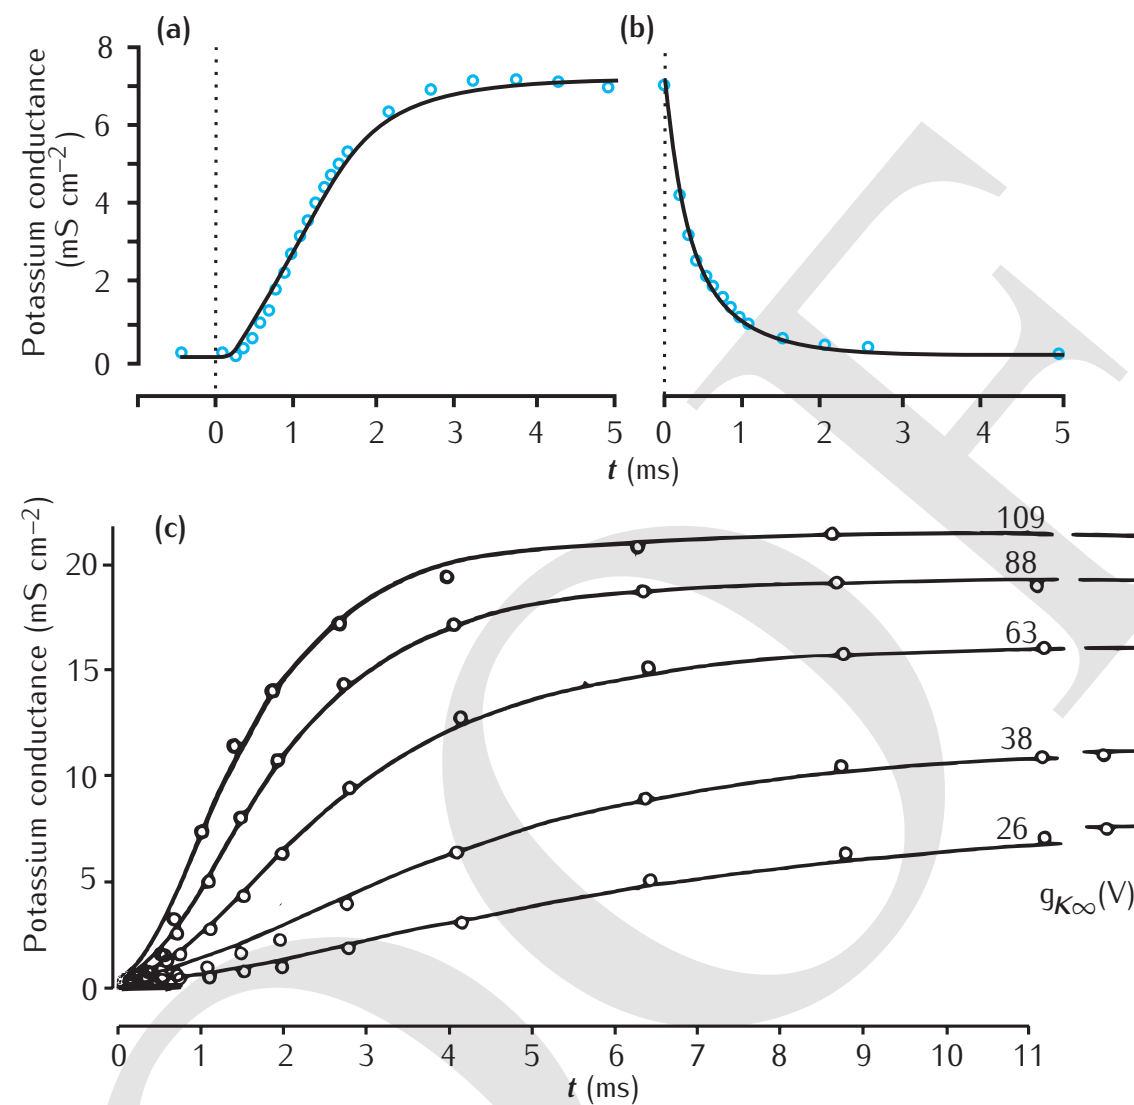 (a)
(b)
Potassium conductance
(mS cm⁻²)
8
6
4
2
0
0 1 2 3 4 5
0 1 2 3 4 5
t (ms)
(c)
Potassium conductance (mS cm⁻²)
20
15
10
5
0
109
88
63
38
26
gK∞(V)
0 1 2 3 4 5 6 7 8 9 10 11
t (ms)